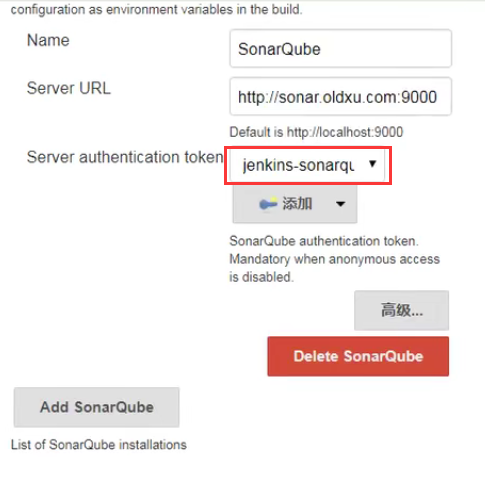 configuration as environment variables in the build.
Name
SonarQube
Server URL
http://sonar.oldxu.com:9000
Default is http://localhost:9000
Server authentication token
jenkins-sonarqu
添加
SonarQube authentication token.
Mandatory when anonymous access
is disabled.
高级...
Delete SonarQube
Add SonarQube
List of SonarQube installations